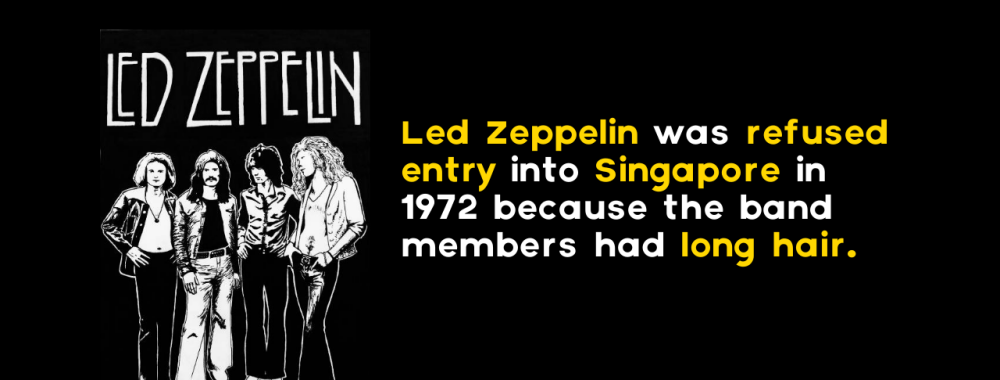 LED ZEPPELIN
Led Zeppelin was refused
entry into Singapore in
1972 because the band
members had long hair.